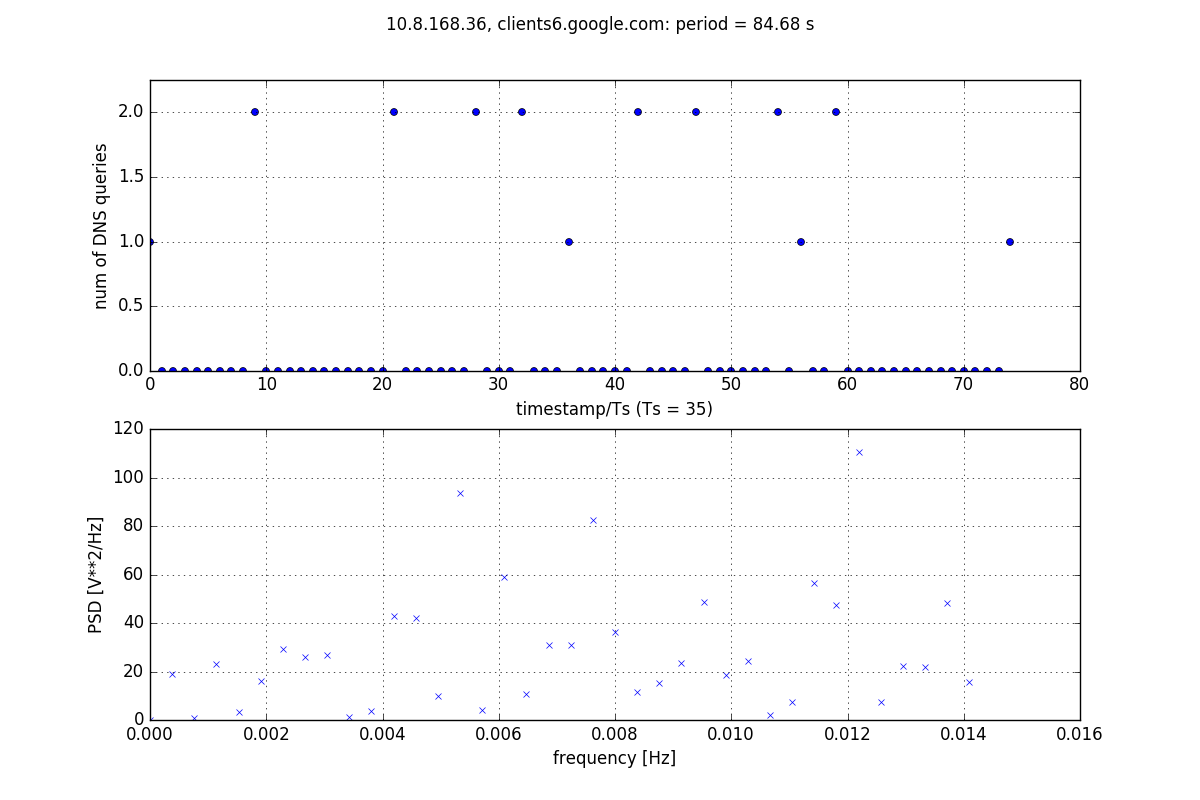 10.8.168.36, clients6.google.com: period = 84.68 s
2.0
1.5
1.0
0.5
0.0
num of DNS queries
0 10 20 30 40 50 60 70 80
timestamp/Ts (Ts = 35)
120
100
80
60
40
20
0
PSD [V**2/Hz]
0.000 0.002 0.004 0.006 0.008 0.010 0.012 0.014 0.016
frequency [Hz]